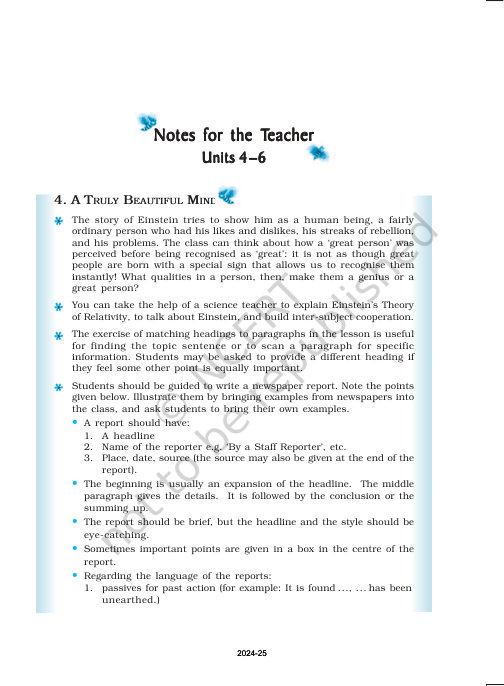 Notes for the Teacher
Units 4–6
4. A TRULY BEAUTIFUL MIND
The story of Einstein tries to show him as a human being, a fairly
ordinary person who had his likes and dislikes, his streaks of rebellion,
and his problems. The class can think about how a ‘great person’ was
perceived before being recognised as ‘great’: it is not as though great
people are born with a special sign that allows us to recognise them
instantly! What qualities in a person, then, make them a genius or a
great person?
You can take the help of a science teacher to explain Einstein’s Theory
of Relativity, to talk about Einstein, and build inter-subject cooperation.
The exercise of matching headings to paragraphs in the lesson is useful
for finding the topic sentence or to scan a paragraph for specific
information. Students may be asked to provide a different heading if
they feel some other point is equally important.
Students should be guided to write a newspaper report. Note the points
given below. Illustrate them by bringing examples from newspapers into
the class, and ask students to bring their own examples.
• A report should have:
1. A headline
2. Name of the reporter e.g. ‘By a Staff Reporter’, etc.
3. Place, date, source (the source may also be given at the end of the
report).
• The beginning is usually an expansion of the headline. The middle
paragraph gives the details. It is followed by the conclusion or the
summing up.
• The report should be brief, but the headline and the style should be
eye-catching.
• Sometimes important points are given in a box in the centre of the
report.
• Regarding the language of the reports:
1. passives for past action (for example: It is found ..., ... has been
unearthed.)
© NCERT
not to be republished
2024-25